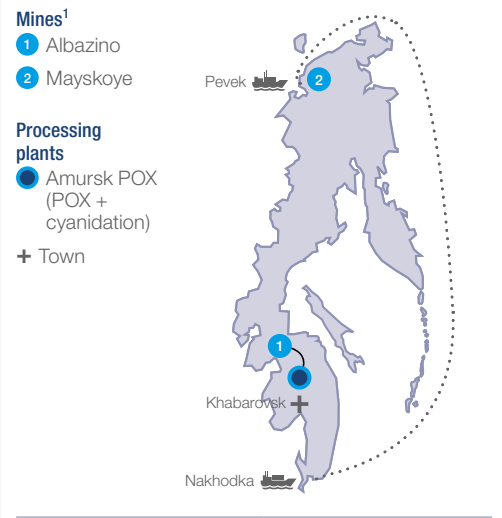 Mines1
1 Albazino
2 Mayskoye
Processing
plants
Amursk POX
(POX +
cyanidation)
+ Town
Pevek
2
1
Khabarovsk
Nakhodka